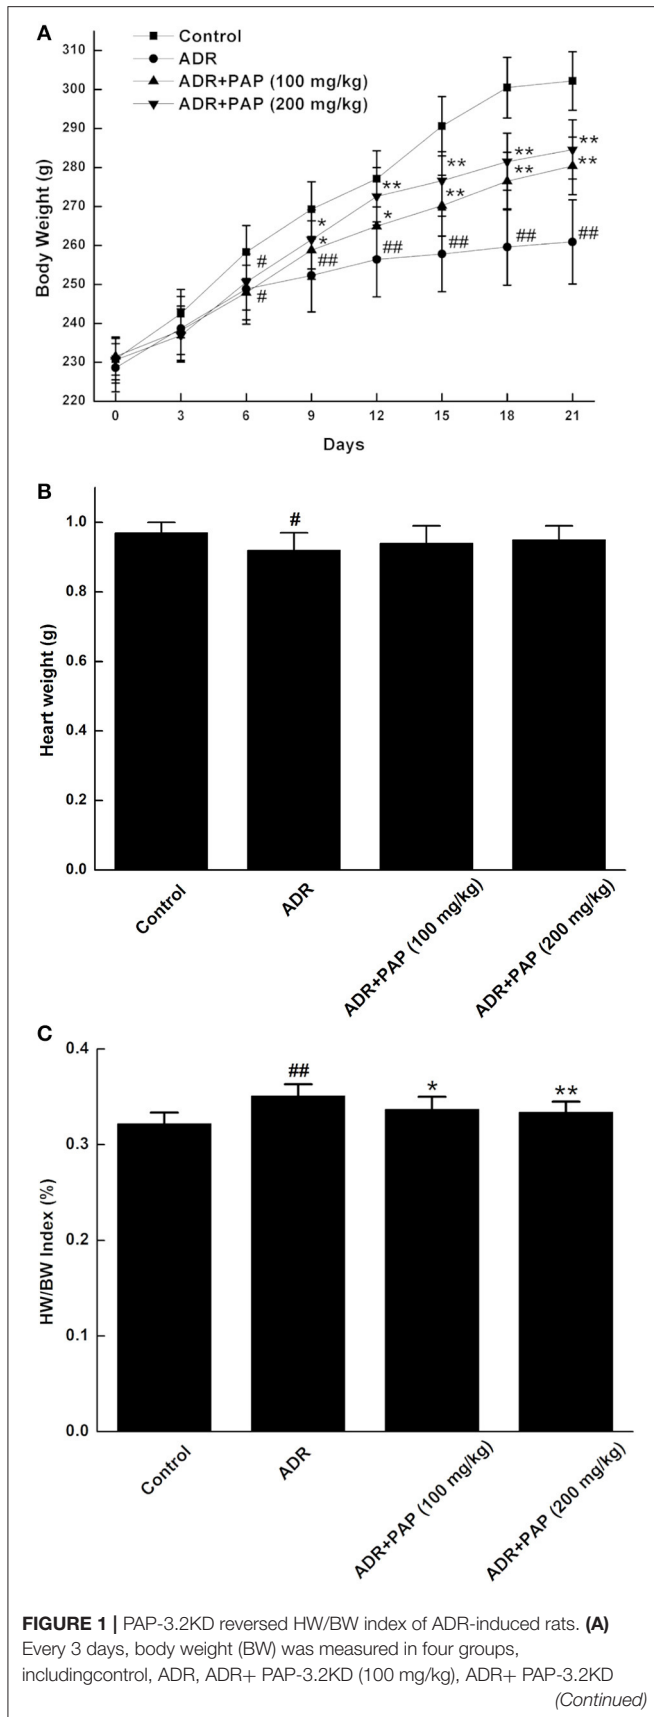 A
Control
ADR
ADR+PAP (100 mg/kg)
ADR+PAP (200 mg/kg)
310
300
290
280
270
260
250
240
230
220
Body Weight (g)
#
#
*
*
##
**
*
##
**
**
##
**
**
##
**
**
##
0 3 6 9 12 15 18 21
Days
B
1.0
0.8
0.6
0.4
0.2
0.0
Heart weight (g)
#
Control
ADR
ADR+PAP (100 mg/kg)
ADR+PAP (200 mg/kg)
C
0.4
0.3
0.2
0.1
0.0
HW/BW Index (%)
##
*
**
Control
ADR
ADR+PAP (100 mg/kg)
ADR+PAP (200 mg/kg)
FIGURE 1 | PAP-3.2KD reversed HW/BW index of ADR-induced rats. (A)
Every 3 days, body weight (BW) was measured in four groups,
includingcontrol, ADR, ADR+ PAP-3.2KD (100 mg/kg), ADR+ PAP-3.2KD
(Continued)